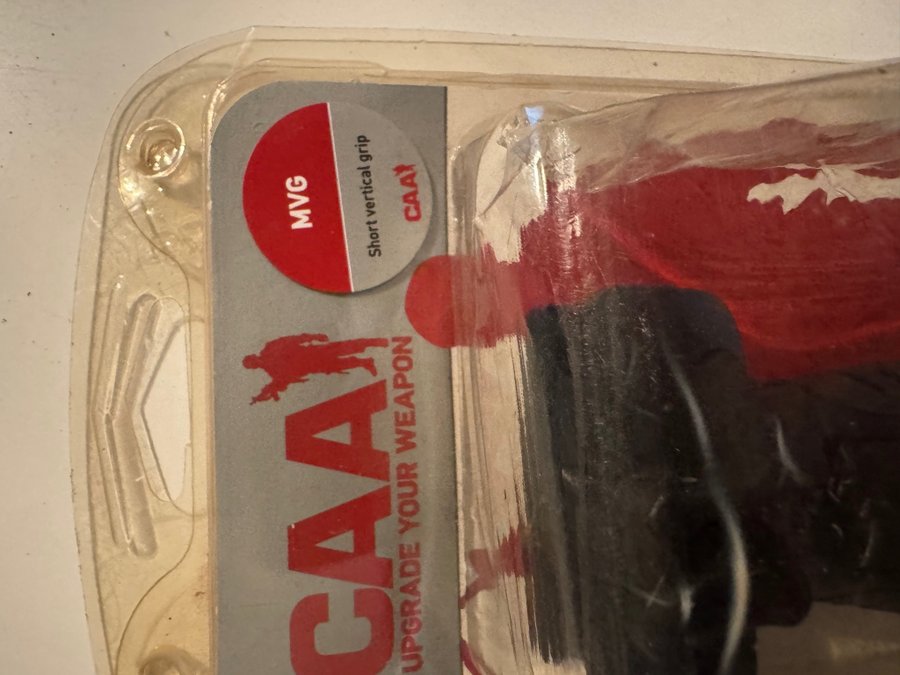 MVG
Short vertical grip
CAA
CAA
UPGRADE YOUR WEAPON